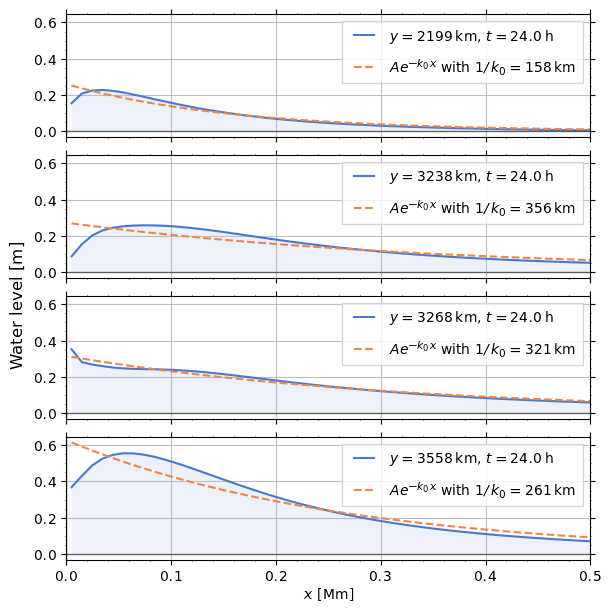 0.6
0.4
0.2
0.0
y = 2199 km, t = 24.0 h
Ae^{-k_0 x} with 1/k_0 = 158 km
0.6
0.4
0.2
0.0
y = 3238 km, t = 24.0 h
Ae^{-k_0 x} with 1/k_0 = 356 km
Water level [m]
0.6
0.4
0.2
0.0
y = 3268 km, t = 24.0 h
Ae^{-k_0 x} with 1/k_0 = 321 km
0.6
0.4
0.2
0.0
y = 3558 km, t = 24.0 h
Ae^{-k_0 x} with 1/k_0 = 261 km
0.0 0.1 0.2 0.3 0.4 0.5
x [Mm]